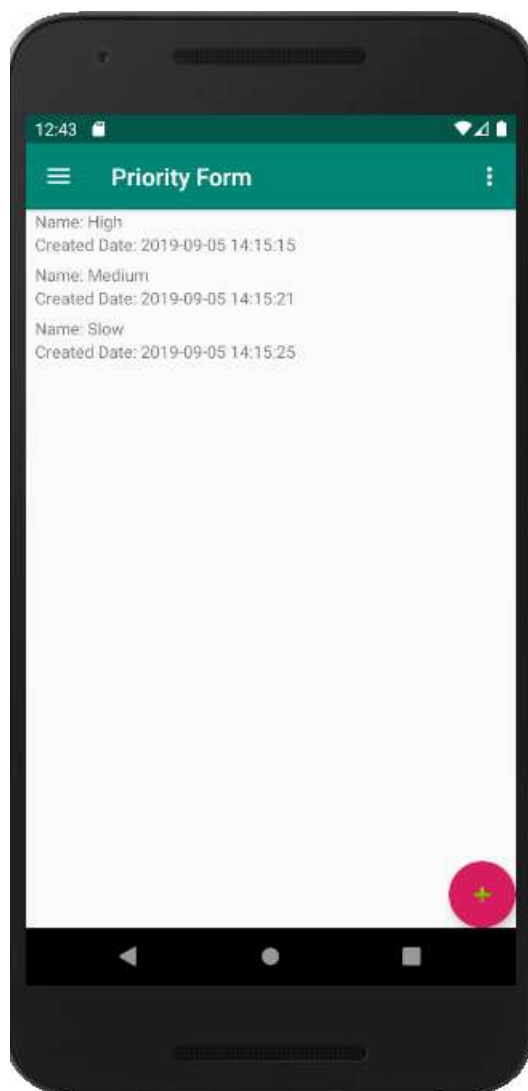 12:43
Priority Form
Name: High
Created Date: 2019-09-05 14:15:15
Name: Medium
Created Date: 2019-09-05 14:15:21
Name: Slow
Created Date: 2019-09-05 14:15:25
+